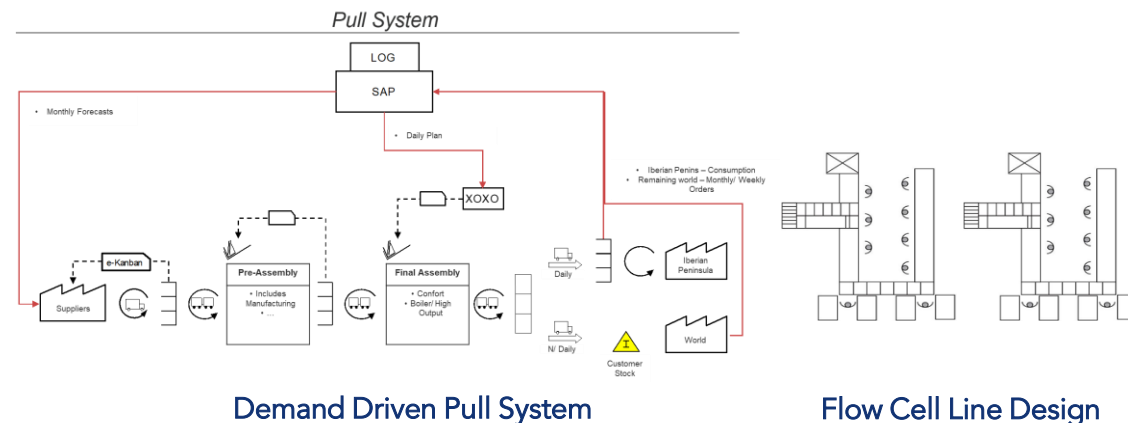 Pull System
LOG
SAP
• Monthly Forecasts
• Daily Plan
• Iberian Penins – Consumption
• Remaining world – Monthly/ Weekly
Orders
XOXO
e-Kanban
Suppliers
Pre-Assembly
• Includes
Manufacturing
• ...
Final Assembly
• Confort
• Boiler/ High
Output
Daily
Iberian
Peninsula
N/ Daily
I
Customer
Stock
World
Demand Driven Pull System
Flow Cell Line Design